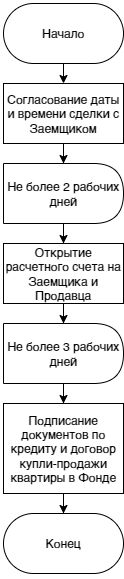 Начало
Согласование даты
и времени сделки с
Заемщиком
Не более 2 рабочих
дней
Открытие
расчетного счета на
Заемщика и
Продавца
Не более 3 рабочих
дней
Подписание
документов по
кредиту и договор
купли-продажи
квартиры в Фонде
Конец